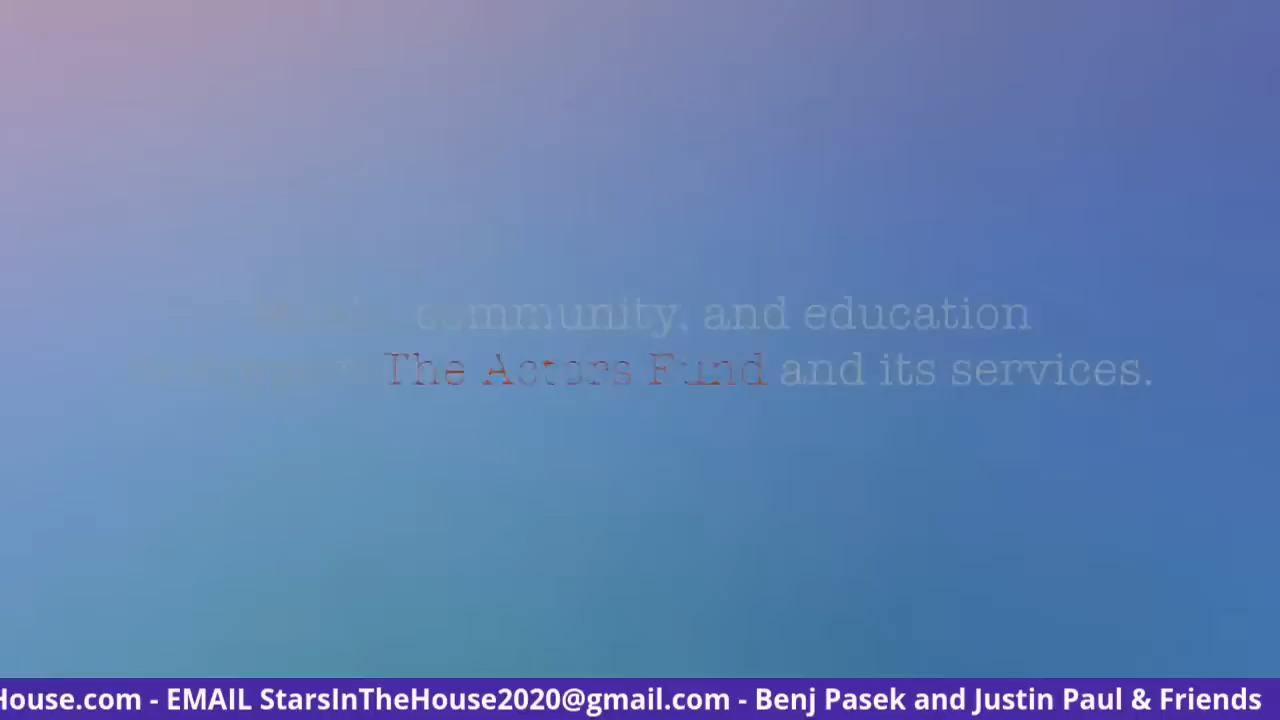 community, and education
The Actors Fund and its services.
House.com - EMAIL StarsInTheHouse2020@gmail.com - Benj Pasek and Justin Paul & Friends